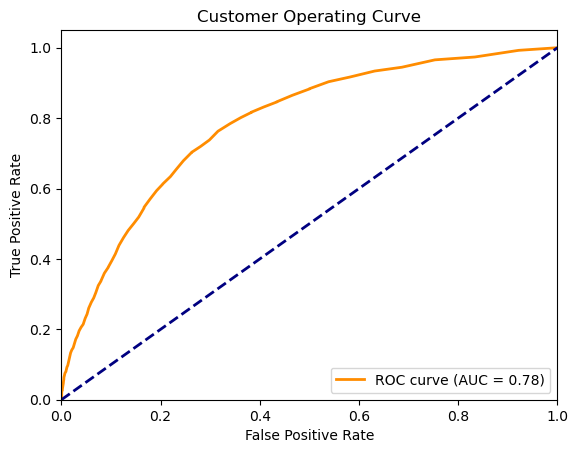 Customer Operating Curve
1.0
0.8
0.6
0.4
0.2
0.0
True Positive Rate
ROC curve (AUC = 0.78)
0.0 0.2 0.4 0.6 0.8 1.0
False Positive Rate